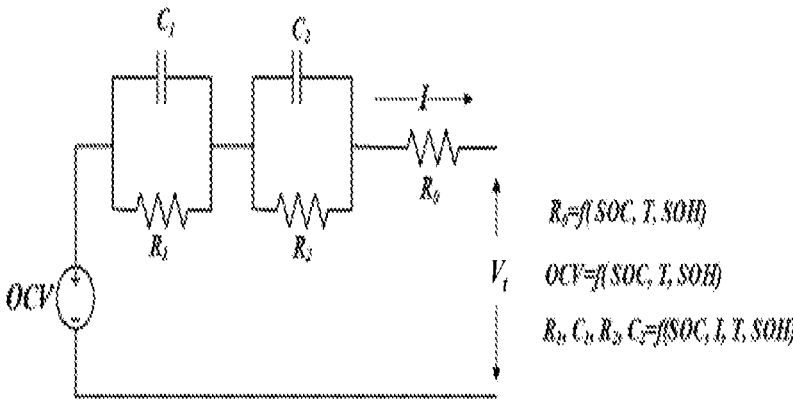 C₁
C₂
I
R₁
R₂
R₀
OCV
Vₜ
R₀=f(SOC, T, SOH)
OCV=f(SOC, T, SOH)
R₁, C₁, R₂, C₂=f(SOC, I, T, SOH)